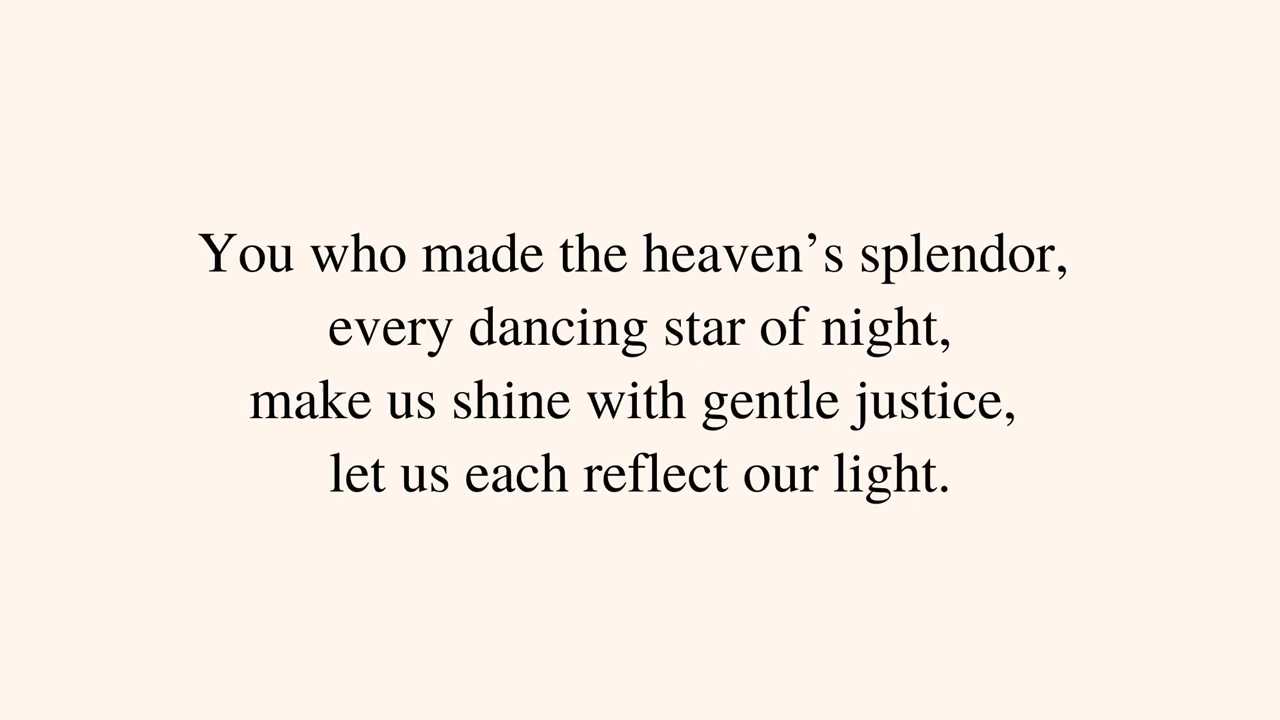 You who made the heaven’s splendor,
every dancing star of night,
make us shine with gentle justice,
let us each reflect our light.